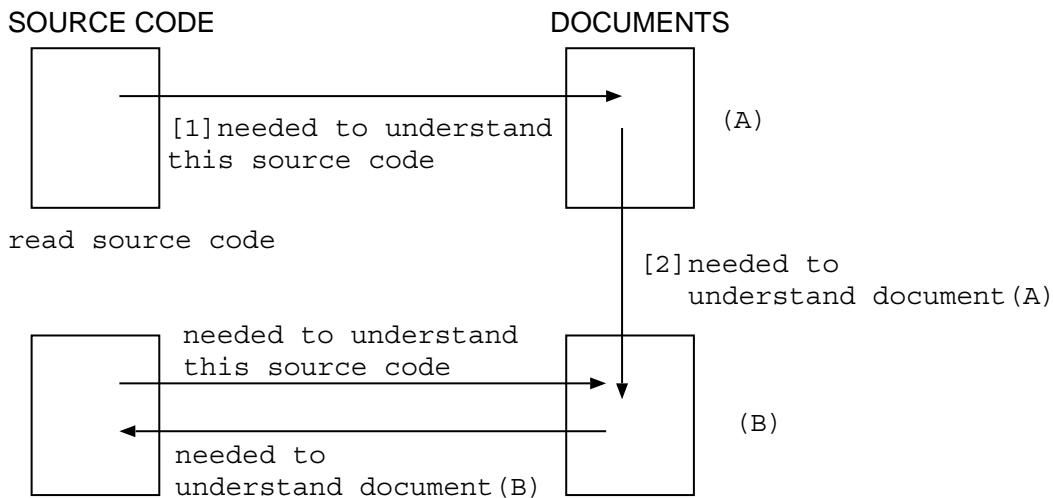 SOURCE CODE
DOCUMENTS
[1]needed to understand
this source code
(A)
read source code
[2]needed to
understand document(A)
needed to understand
this source code
(B)
needed to
understand document(B)